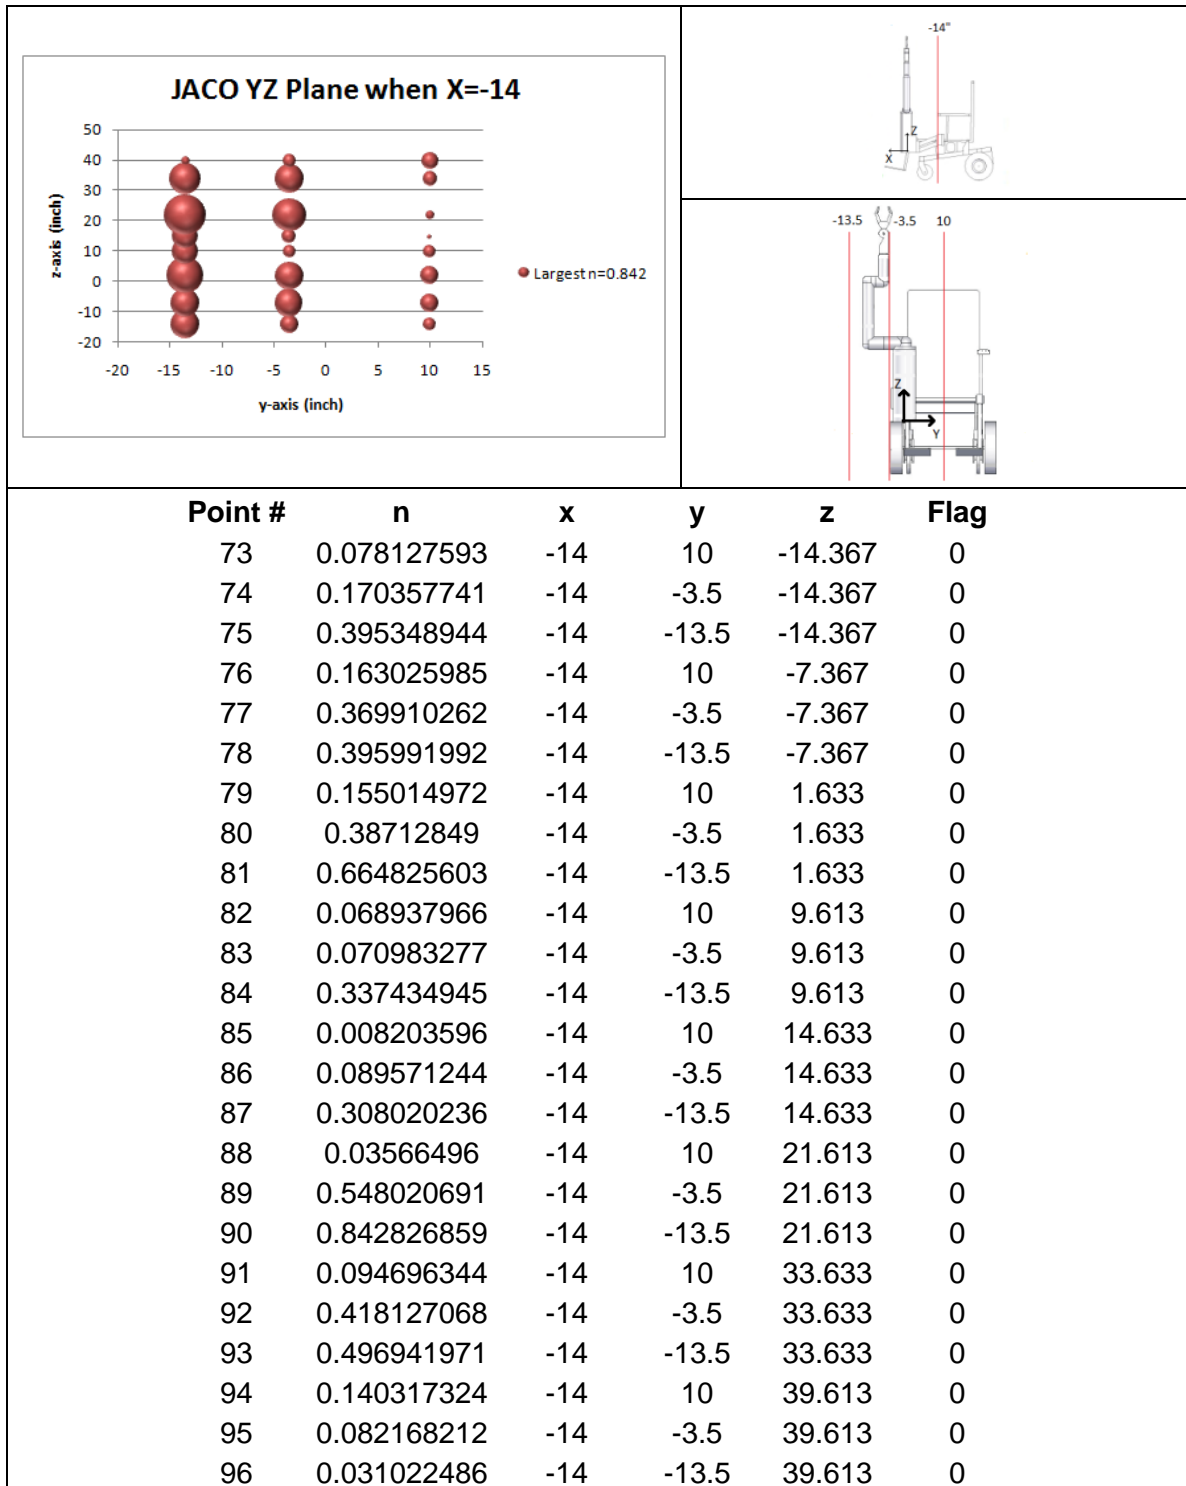 JACO YZ Plane when X=-14
50
40
30
20
10
0
-10
-20
z-axis (inch)
-20 -15 -10 -5 0 5 10 15
y-axis (inch)
Largest n=0.842
-14"
Z
X
-13.5 -3.5 10
Z
Y
Point # n x y z Flag
73 0.078127593 -14 10 -14.367 0
74 0.170357741 -14 -3.5 -14.367 0
75 0.395348944 -14 -13.5 -14.367 0
76 0.163025985 -14 10 -7.367 0
77 0.369910262 -14 -3.5 -7.367 0
78 0.395991992 -14 -13.5 -7.367 0
79 0.155014972 -14 10 1.633 0
80 0.38712849 -14 -3.5 1.633 0
81 0.664825603 -14 -13.5 1.633 0
82 0.068937966 -14 10 9.613 0
83 0.070983277 -14 -3.5 9.613 0
84 0.337434945 -14 -13.5 9.613 0
85 0.008203596 -14 10 14.633 0
86 0.089571244 -14 -3.5 14.633 0
87 0.308020236 -14 -13.5 14.633 0
88 0.03566496 -14 10 21.613 0
89 0.548020691 -14 -3.5 21.613 0
90 0.842826859 -14 -13.5 21.613 0
91 0.094696344 -14 10 33.633 0
92 0.418127068 -14 -3.5 33.633 0
93 0.496941971 -14 -13.5 33.633 0
94 0.140317324 -14 10 39.613 0
95 0.082168212 -14 -3.5 39.613 0
96 0.031022486 -14 -13.5 39.613 0